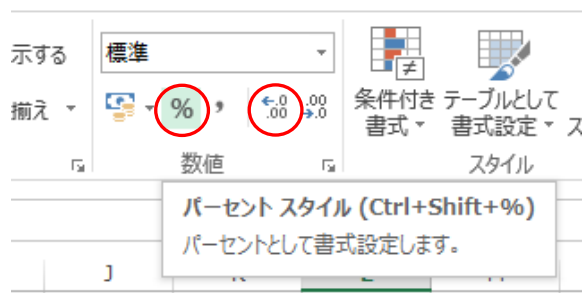 示する
標準
揃え
%
,
←.0
.00
.00
→.0
条件付き
書式
テーブルとして
書式設定
ス
数値
スタイル
パーセント スタイル (Ctrl+Shift+%)
パーセントとして書式設定します。
J